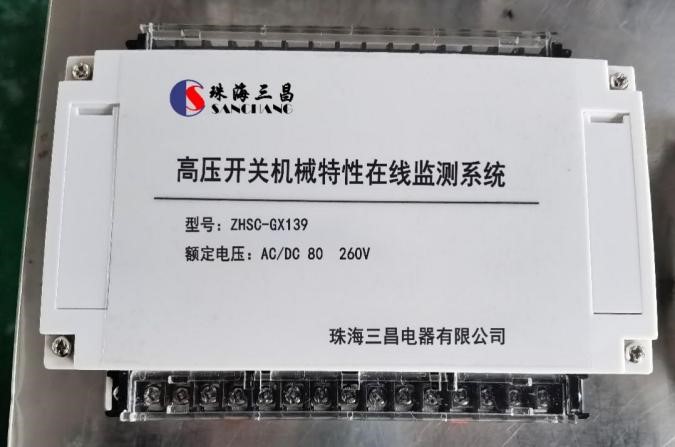 珠海三昌
SANCHANG
高压开关机械特性在线监测系统
型号：ZHSC-GX139
额定电压：AC/DC 80  260V
珠海三昌电器有限公司